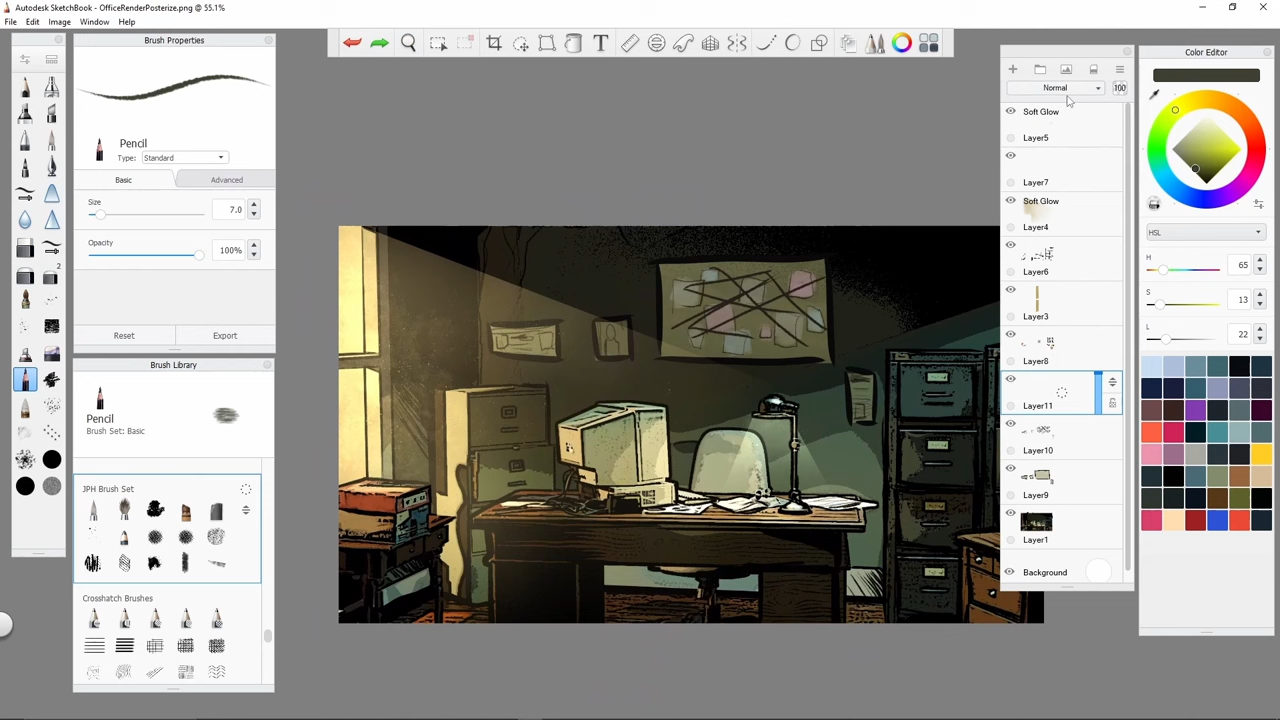 Autodesk SketchBook - OfficeRenderPosterize.png @ 55.1%
File Edit Image Window Help
Brush Properties
Pencil
Type: Standard
Basic Advanced
Size 7.0
Opacity 100%
Reset Export
2
Brush Library
Pencil
Brush Set: Basic
JPH Brush Set
Crosshatch Brushes
T
Normal 100
Soft Glow
Layer5
Layer7
Soft Glow
Layer4
Layer6
Layer3
Layer8
Layer11
Layer10
Layer9
Layer1
Background
Color Editor
HSL
H 65
S 13
L 22